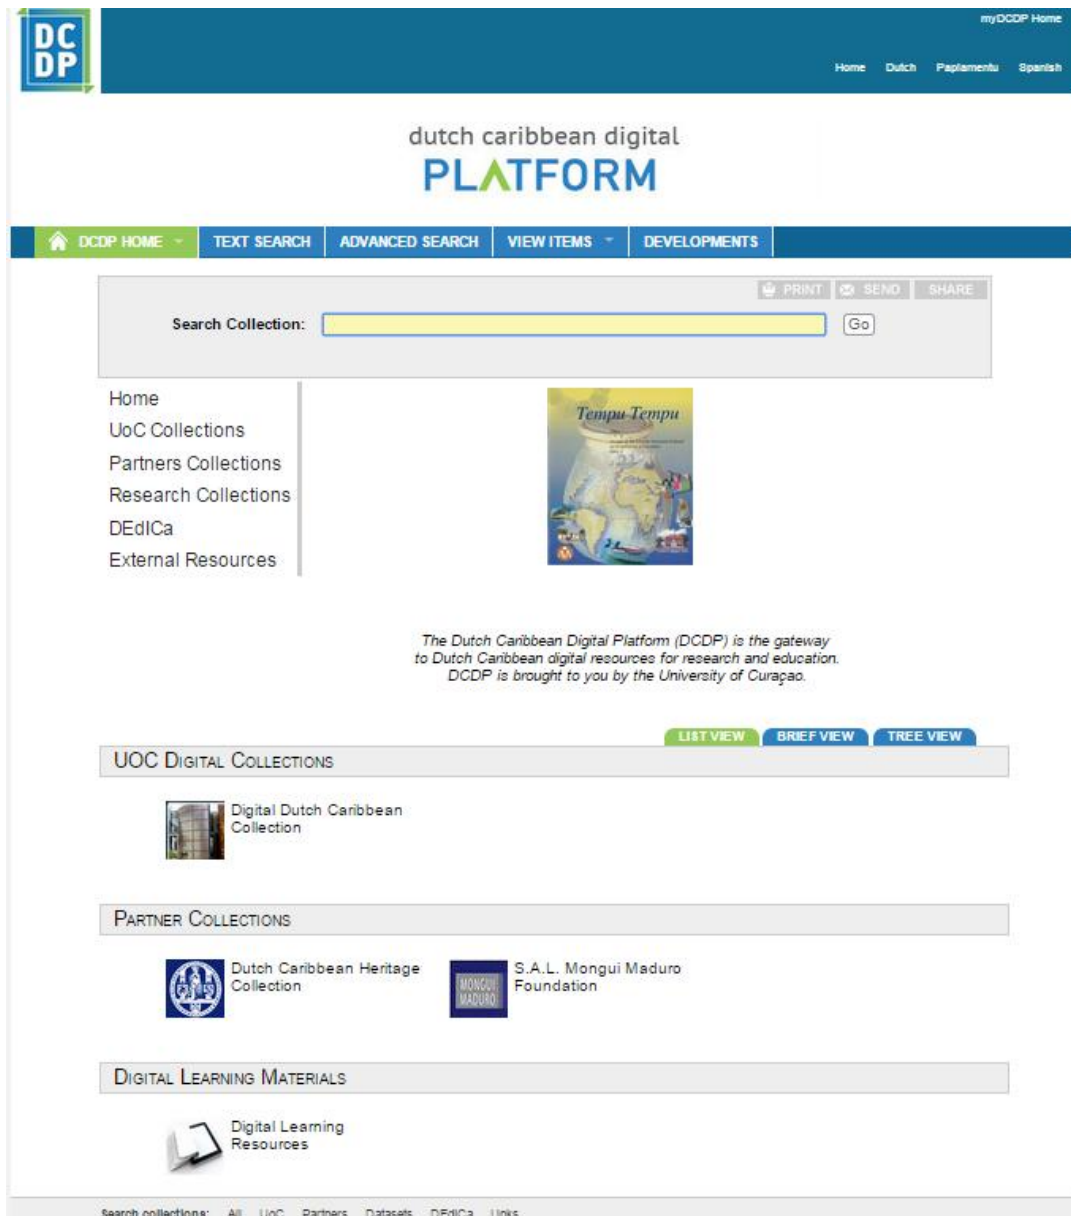 DC
DP
myDCDP Home
Home Dutch Papiamentu Spanish
dutch caribbean digital
PLATFORM
DCDP HOME TEXT SEARCH ADVANCED SEARCH VIEW ITEMS DEVELOPMENTS
PRINT SEND SHARE
Search Collection: Go
Home
UoC Collections
Partners Collections
Research Collections
DEdICa
External Resources
Tempu Tempu
The Dutch Caribbean Digital Platform (DCDP) is the gateway
to Dutch Caribbean digital resources for research and education.
DCDP is brought to you by the University of Curaçao.
LIST VIEW BRIEF VIEW TREE VIEW
UOC DIGITAL COLLECTIONS
Digital Dutch Caribbean
Collection
PARTNER COLLECTIONS
Dutch Caribbean Heritage
Collection
MONGUI
MADURO
S.A.L. Mongui Maduro
Foundation
DIGITAL LEARNING MATERIALS
Digital Learning
Resources
Search collections: All UoC Partners Datasets DEdICa Links